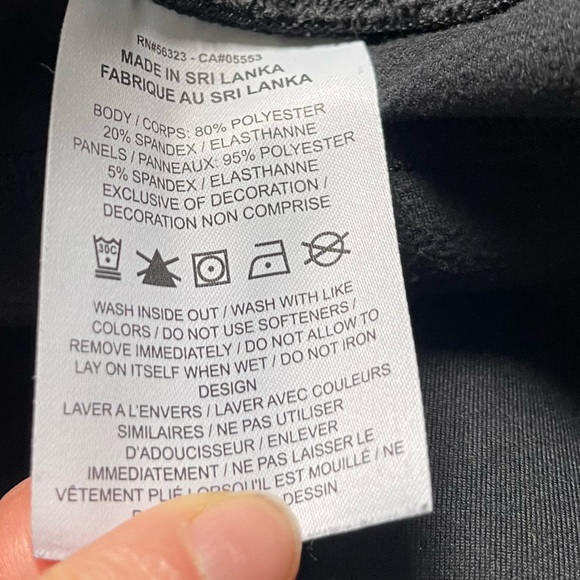 RN#56323 - CA#05553
MADE IN SRI LANKA
FABRIQUE AU SRI LANKA
BODY / CORPS: 80% POLYESTER
20% SPANDEX / ELASTHANNE
PANELS / PANNEAUX: 95% POLYESTER
5% SPANDEX / ELASTHANNE
EXCLUSIVE OF DECORATION /
DECORATION NON COMPRISE
30C
WASH INSIDE OUT / WASH WITH LIKE
COLORS / DO NOT USE SOFTENERS /
REMOVE IMMEDIATELY / DO NOT ALLOW TO
LAY ON ITSELF WHEN WET / DO NOT IRON
DESIGN
LAVER A L'ENVERS / LAVER AVEC COULEURS
SIMILAIRES / NE PAS UTILISER
D'ADOUCISSEUR / ENLEVER
IMMEDIATEMENT / NE PAS LAISSER LE
VÊTEMENT PLIÉ LORSQU'IL EST MOUILLÉ / NE
DESSIN